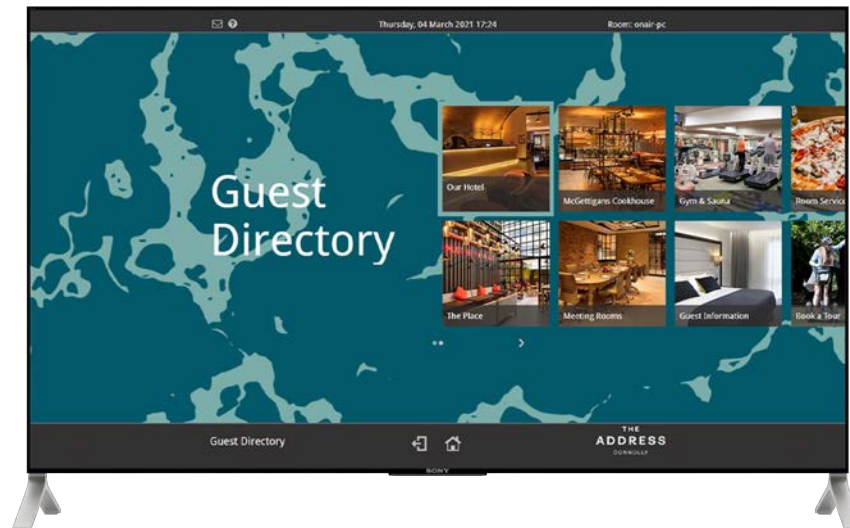 Thursday, 04 March 2021 17:24
Room: onair-pc
Guest
Directory
Our Hotel
McGettigans Cookhouse
Gym & Sauna
Room Service
The Place
Meeting Rooms
Guest Information
Book a Tour
Guest Directory
THE
ADDRESS
CONNOLLY
SONY